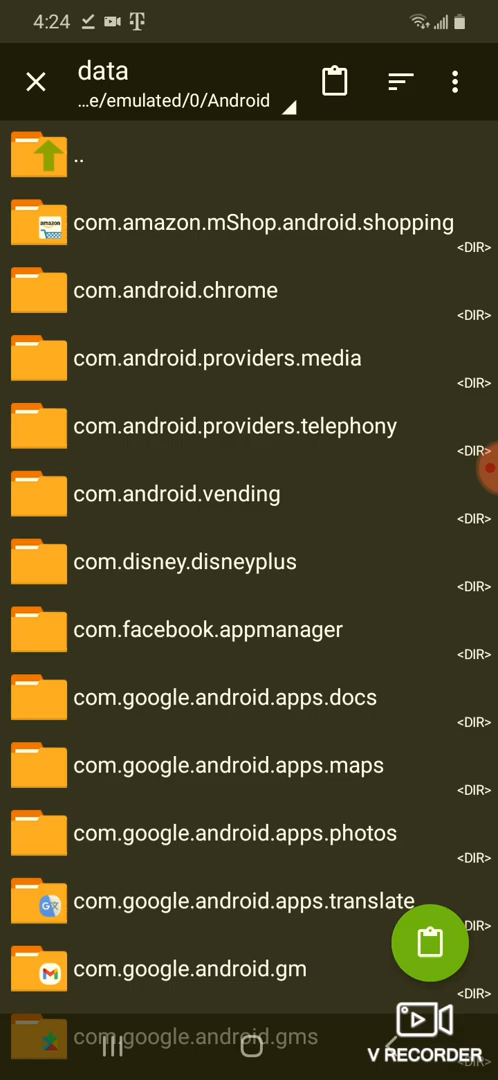 4:24
data
...e/emulated/0/Android
..
com.amazon.mShop.android.shopping
<DIR>
com.android.chrome
<DIR>
com.android.providers.media
<DIR>
com.android.providers.telephony
<DIR>
com.android.vending
<DIR>
com.disney.disneyplus
<DIR>
com.facebook.appmanager
<DIR>
com.google.android.apps.docs
<DIR>
com.google.android.apps.maps
<DIR>
com.google.android.apps.photos
<DIR>
com.google.android.apps.translate
DIR>
com.google.android.gm
<DIR>
com.google.android.gms
V RECORDER